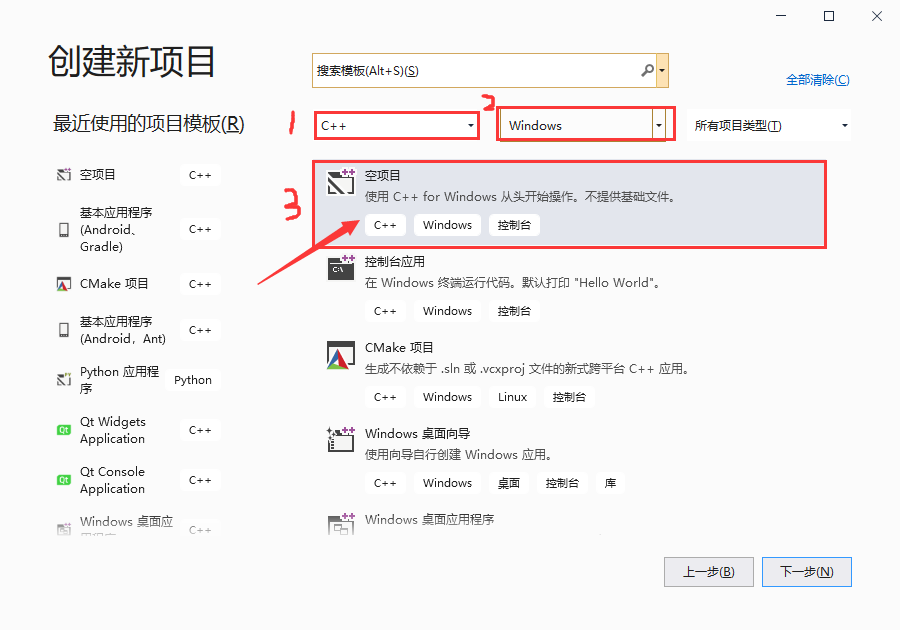 创建新项目
搜索模板(Alt+S)(S)
全部清除(C)
最近使用的项目模板(R)
1
C++
2
Windows
所有项目类型(T)
空项目
C++
基本应用程序
(Android、
Gradle)
C++
CMake 项目
C++
基本应用程序
(Android，Ant)
C++
Python 应用程
序
Python
Qt Widgets
Application
C++
Qt Console
Application
C++
Windows 桌面应
用程序
C++
3
空项目
使用 C++ for Windows 从头开始操作。不提供基础文件。
C++
Windows
控制台
控制台应用
在 Windows 终端运行代码。默认打印 "Hello World"。
C++
Windows
控制台
CMake 项目
生成不依赖于 .sln 或 .vcxproj 文件的新式跨平台 C++ 应用。
C++
Windows
Linux
控制台
Windows 桌面向导
使用向导自行创建 Windows 应用。
C++
Windows
桌面
控制台
库
Windows 桌面应用程序
上一步(B)
下一步(N)